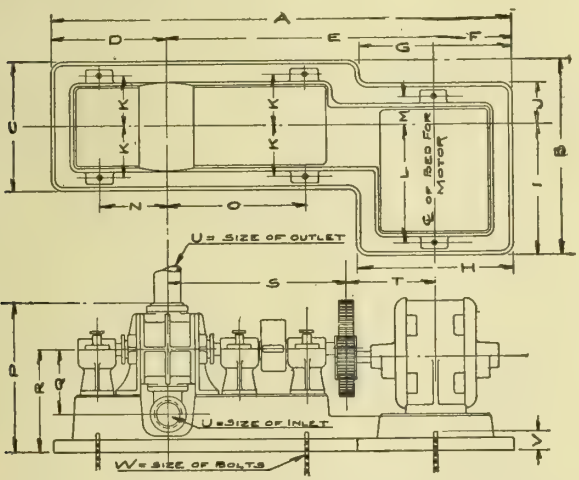 A
D
E
F
G
C
K
K
K
K
M
L
℄ OF BED FOR
MOTOR
J
I
B
N
O
H
U = SIZE OF OUTLET
S
T
P
R
Q
U = SIZE OF INLET
V
W = SIZE OF BOLTS